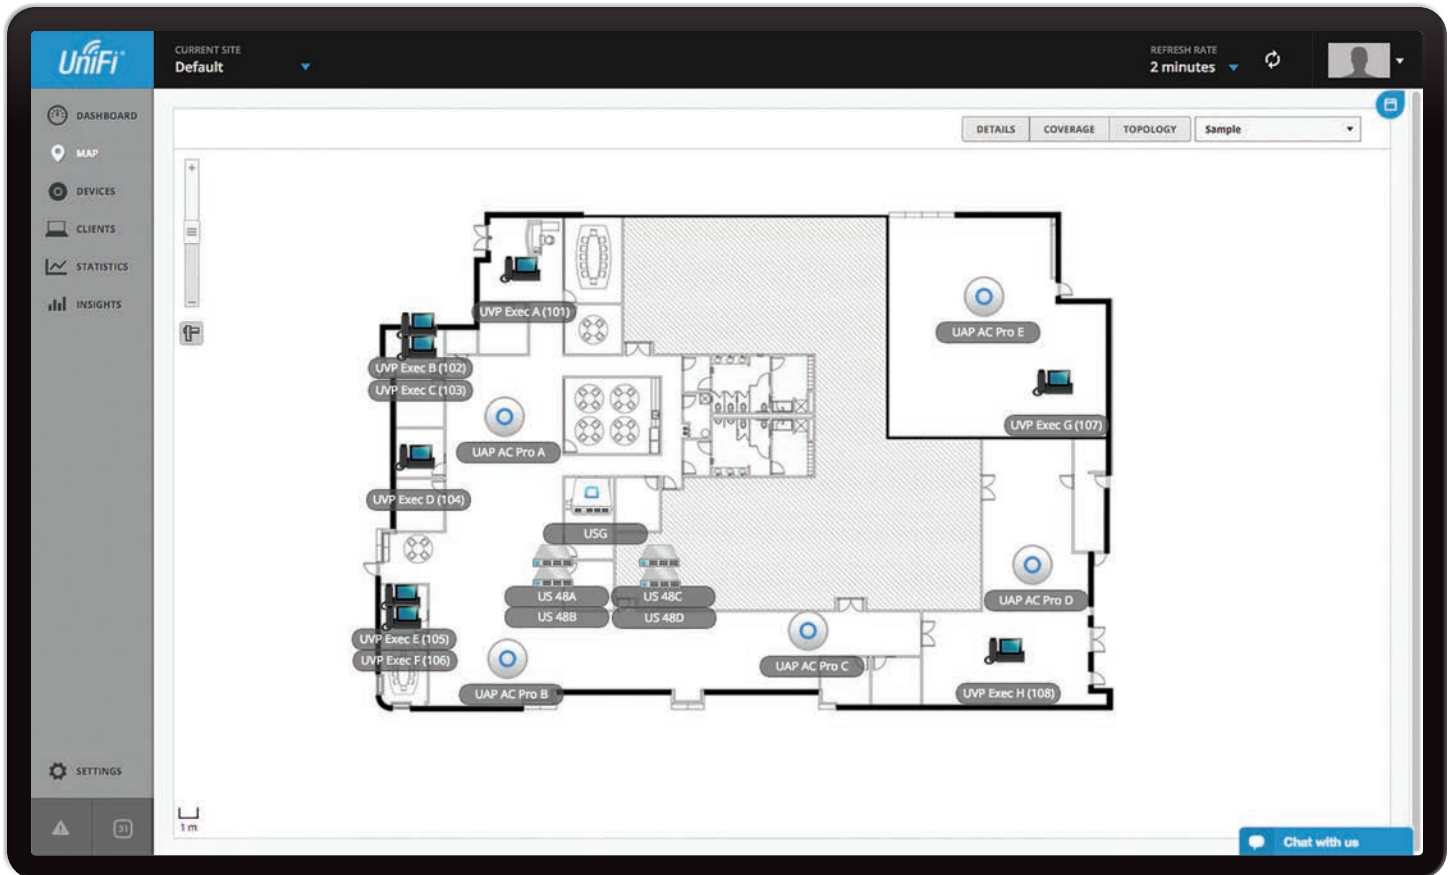 UniFi
CURRENT SITE
Default
REFRESH RATE
2 minutes
DASHBOARD
MAP
DEVICES
CLIENTS
STATISTICS
INSIGHTS
SETTINGS
31
DETAILS
COVERAGE
TOPOLOGY
Sample
+
−
UVP Exec A (101)
UAP AC Pro E
UVP Exec B (102)
UVP Exec C (103)
UVP Exec G (107)
UAP AC Pro A
UVP Exec D (104)
USG
US 48A
US 48C
US 48B
US 48D
UAP AC Pro D
UVP Exec E (105)
UVP Exec F (106)
UAP AC Pro C
UAP AC Pro B
UVP Exec H (108)
1 m
Chat with us